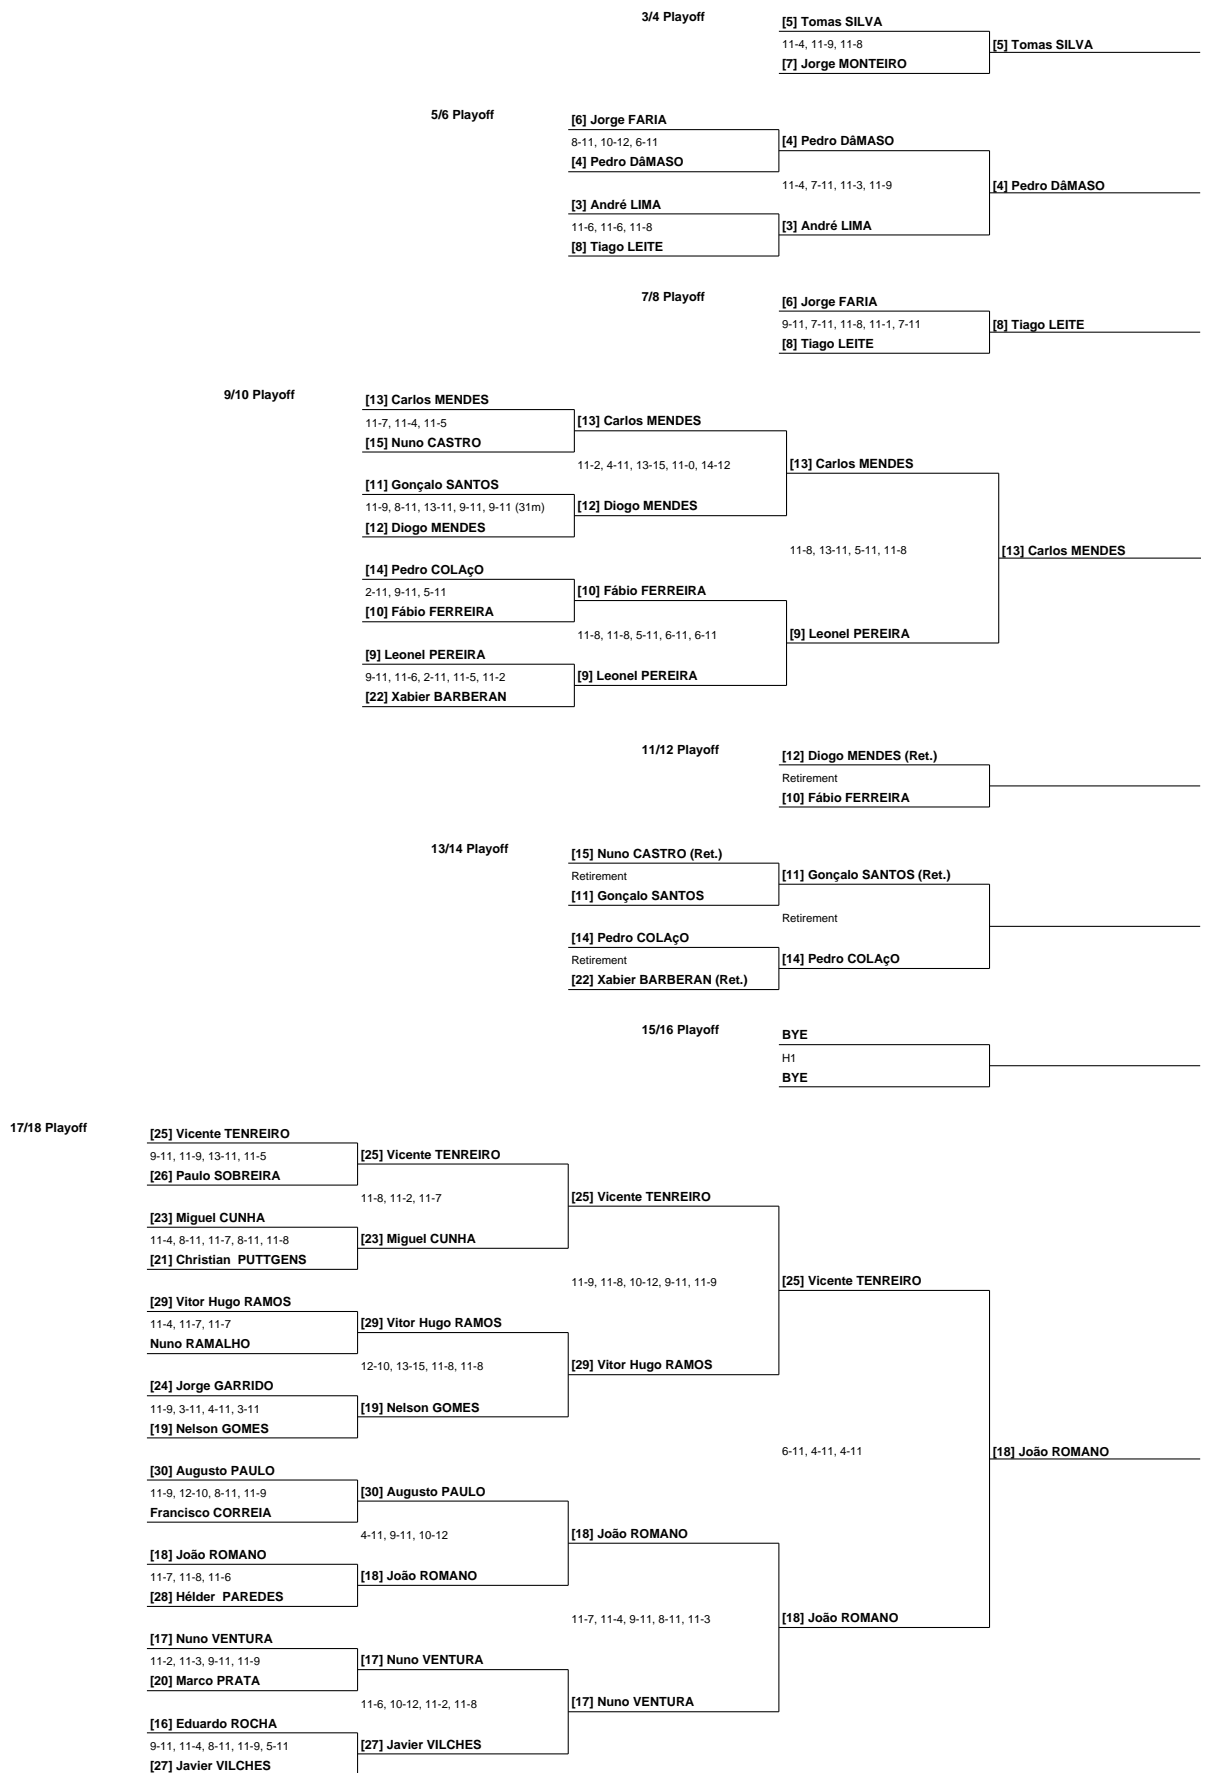 3/4 Playoff
[5] Tomas SILVA
11-4, 11-9, 11-8
[5] Tomas SILVA
[7] Jorge MONTEIRO
5/6 Playoff
[6] Jorge FARIA
8-11, 10-12, 6-11
[4] Pedro DâMASO
[4] Pedro DâMASO
11-4, 7-11, 11-3, 11-9
[4] Pedro DâMASO
[3] André LIMA
11-6, 11-6, 11-8
[3] André LIMA
[8] Tiago LEITE
7/8 Playoff
[6] Jorge FARIA
9-11, 7-11, 11-8, 11-1, 7-11
[8] Tiago LEITE
[8] Tiago LEITE
9/10 Playoff
[13] Carlos MENDES
11-7, 11-4, 11-5
[13] Carlos MENDES
[15] Nuno CASTRO
11-2, 4-11, 13-15, 11-0, 14-12
[13] Carlos MENDES
[11] Gonçalo SANTOS
11-9, 8-11, 13-11, 9-11, 9-11 (31m)
[12] Diogo MENDES
[12] Diogo MENDES
11-8, 13-11, 5-11, 11-8
[13] Carlos MENDES
[14] Pedro COLAçO
2-11, 9-11, 5-11
[10] Fábio FERREIRA
[10] Fábio FERREIRA
11-8, 11-8, 5-11, 6-11, 6-11
[9] Leonel PEREIRA
[9] Leonel PEREIRA
9-11, 11-6, 2-11, 11-5, 11-2
[9] Leonel PEREIRA
[22] Xabier BARBERAN
11/12 Playoff
[12] Diogo MENDES (Ret.)
Retirement
[10] Fábio FERREIRA
13/14 Playoff
[15] Nuno CASTRO (Ret.)
Retirement
[11] Gonçalo SANTOS (Ret.)
[11] Gonçalo SANTOS
Retirement
[14] Pedro COLAçO
Retirement
[14] Pedro COLAçO
[22] Xabier BARBERAN (Ret.)
15/16 Playoff
BYE
H1
BYE
17/18 Playoff
[25] Vicente TENREIRO
9-11, 11-9, 13-11, 11-5
[25] Vicente TENREIRO
[26] Paulo SOBREIRA
11-8, 11-2, 11-7
[25] Vicente TENREIRO
[23] Miguel CUNHA
11-4, 8-11, 11-7, 8-11, 11-8
[23] Miguel CUNHA
[21] Christian  PUTTGENS
11-9, 11-8, 10-12, 9-11, 11-9
[25] Vicente TENREIRO
[29] Vitor Hugo RAMOS
11-4, 11-7, 11-7
[29] Vitor Hugo RAMOS
Nuno RAMALHO
12-10, 13-15, 11-8, 11-8
[29] Vitor Hugo RAMOS
[24] Jorge GARRIDO
11-9, 3-11, 4-11, 3-11
[19] Nelson GOMES
[19] Nelson GOMES
6-11, 4-11, 4-11
[18] João ROMANO
[30] Augusto PAULO
11-9, 12-10, 8-11, 11-9
[30] Augusto PAULO
Francisco CORREIA
4-11, 9-11, 10-12
[18] João ROMANO
[18] João ROMANO
11-7, 11-8, 11-6
[18] João ROMANO
[28] Hélder  PAREDES
11-7, 11-4, 9-11, 8-11, 11-3
[18] João ROMANO
[17] Nuno VENTURA
11-2, 11-3, 9-11, 11-9
[17] Nuno VENTURA
[20] Marco PRATA
11-6, 10-12, 11-2, 11-8
[17] Nuno VENTURA
[16] Eduardo ROCHA
9-11, 11-4, 8-11, 11-9, 5-11
[27] Javier VILCHES
[27] Javier VILCHES